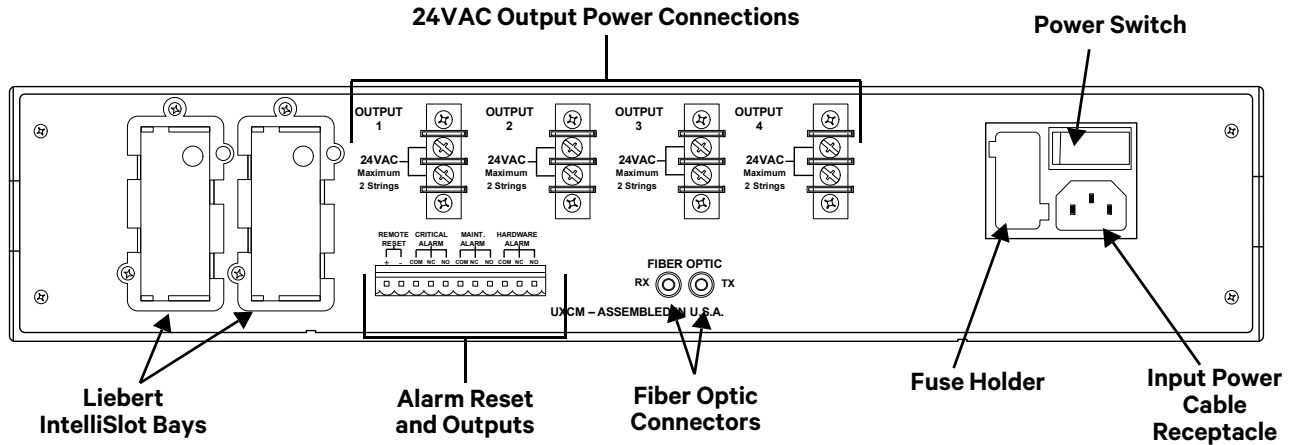 24VAC Output Power Connections
Power Switch
OUTPUT
1
OUTPUT
2
OUTPUT
3
OUTPUT
4
24VAC
Maximum
2 Strings
24VAC
Maximum
2 Strings
24VAC
Maximum
2 Strings
24VAC
Maximum
2 Strings
REMOTE
RESET
CRITICAL
ALARM
MAINT.
ALARM
HARDWARE
ALARM
+ - COM NC NO COM NC NO COM NC NO
FIBER OPTIC
RX TX
UXCM – ASSEMBLED IN U.S.A.
Liebert
IntelliSlot Bays
Alarm Reset
and Outputs
Fiber Optic
Connectors
Fuse Holder
Input Power
Cable
Receptacle